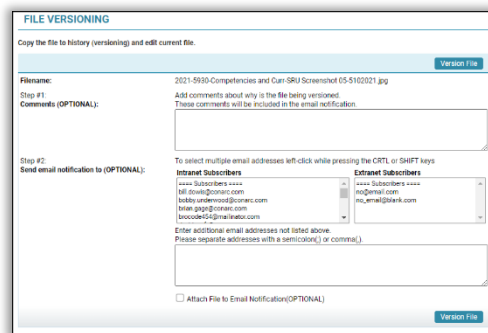 FILE VERSIONING
Copy the file to history (versioning) and edit current file.
Version File
Filename: 2021-5930-Competencies and Curr-SRU Screenshot 05-5102021.jpg
Step #1: Add comments about why is the file being versioned.
Comments (OPTIONAL): These comments will be included in the email notification.
Step #2: To select multiple email addresses left-click while pressing the CRTL or SHIFT keys
Send email notification to (OPTIONAL): Intranet Subscribers Extranet Subscribers
==== Subscribers ==== ==== Subscribers ====
bill.dowis@conarc.com no@email.com
bobby.underwood@conarc.com no_email@blank.com
brian.gage@conarc.com
brocode454@mailinator.com
Enter additional email addresses not listed above.
Please separate addresses with a semicolon(;) or comma(,).
Attach File to Email Notification(OPTIONAL)
Version File